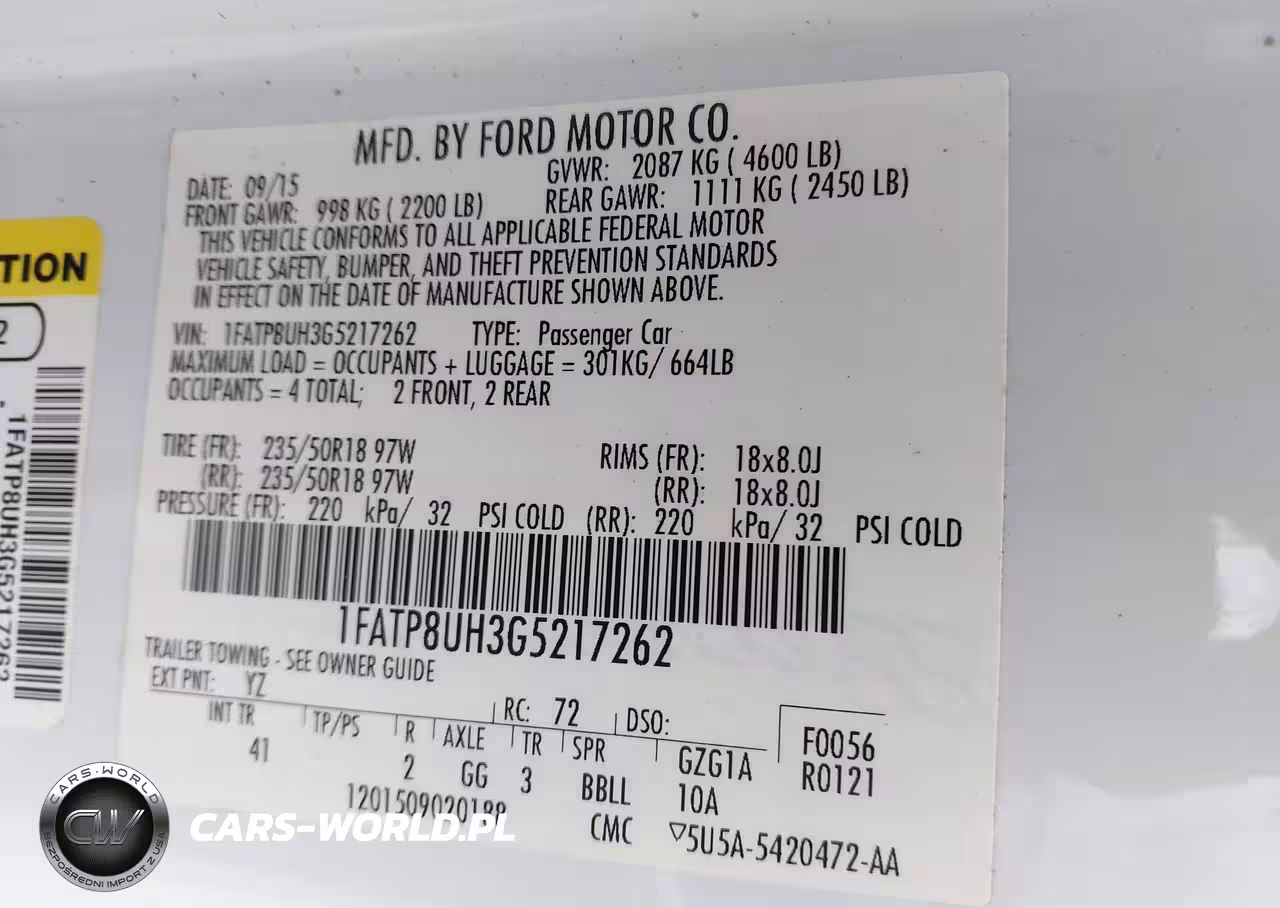 MFD. BY FORD MOTOR CO.
DATE: 09/15 GVWR: 2087 KG ( 4600 LB)
FRONT GAWR: 998 KG ( 2200 LB) REAR GAWR: 1111 KG ( 2450 LB)
THIS VEHICLE CONFORMS TO ALL APPLICABLE FEDERAL MOTOR
VEHICLE SAFETY, BUMPER, AND THEFT PREVENTION STANDARDS
IN EFFECT ON THE DATE OF MANUFACTURE SHOWN ABOVE.
VIN: 1FATP8UH3G5217262 TYPE: Passenger Car
MAXIMUM LOAD = OCCUPANTS + LUGGAGE = 301KG/ 664LB
OCCUPANTS = 4 TOTAL; 2 FRONT, 2 REAR
TIRE (FR): 235/50R18 97W RIMS (FR): 18x8.0J
(RR): 235/50R18 97W (RR): 18x8.0J
PRESSURE (FR): 220 kPa/ 32 PSI COLD (RR): 220 kPa/ 32 PSI COLD
1FATP8UH3G5217262
TRAILER TOWING - SEE OWNER GUIDE
EXT PNT: YZ RC: 72 DSO:
INT TR TP/PS R AXLE TR SPR GZG1A F0056
41 2 GG 3 BBLL 10A R0121
CMC ▽5U5A-5420472-AA
TION
2
1FATP8UH3G5217262
CARS-WORLD
CW
BEZPOŚREDNI IMPORT Z USA
CARS-WORLD.PL